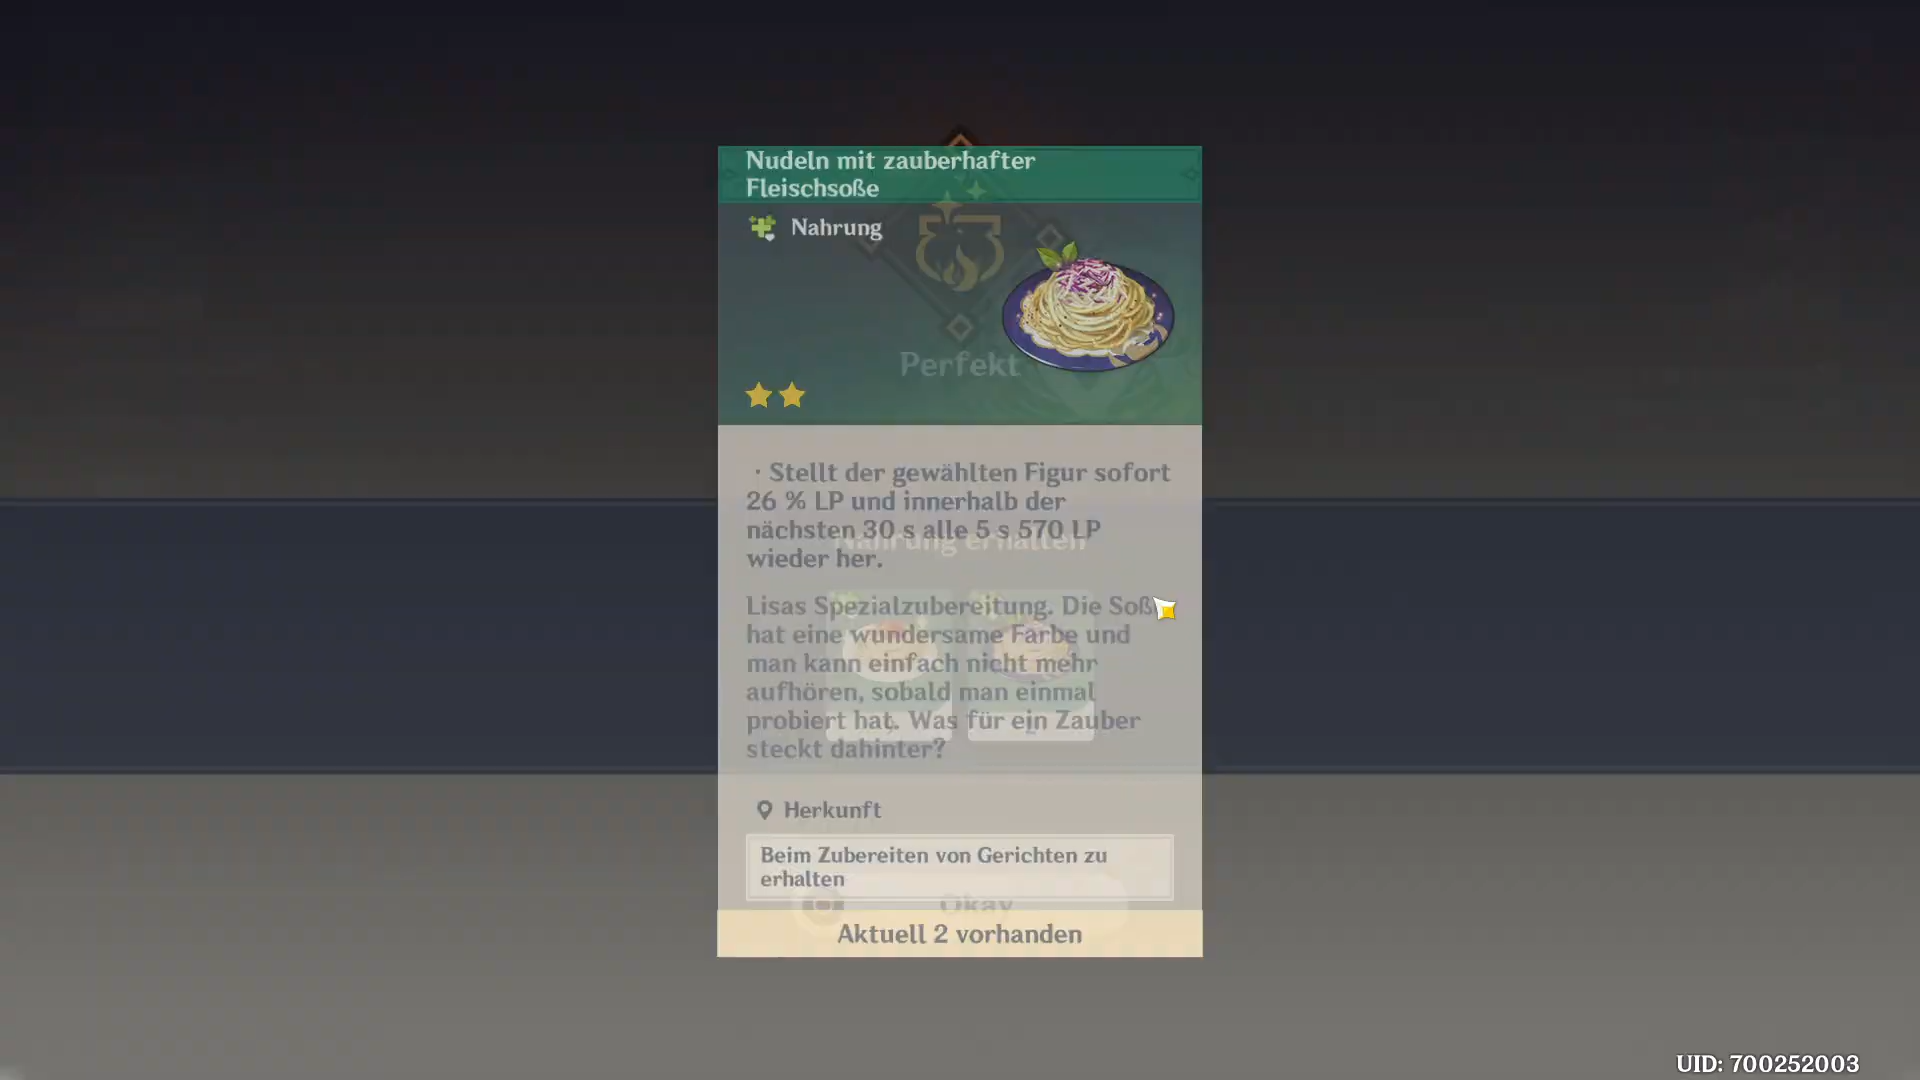 Nudeln mit zauberhafter
Fleischsoße
Nahrung
Perfekt
· Stellt der gewählten Figur sofort
26 % LP und innerhalb der
nächsten 30 s alle 5 s 570 LP
Nahrung erhalten
wieder her.
Lisas Spezialzubereitung. Die Soß
hat eine wundersame Farbe und
man kann einfach nicht mehr
aufhören, sobald man einmal
probiert hat. Was für ein Zauber
steckt dahinter?
Herkunft
Beim Zubereiten von Gerichten zu
erhalten
Okay
Aktuell 2 vorhanden
UID: 700252003